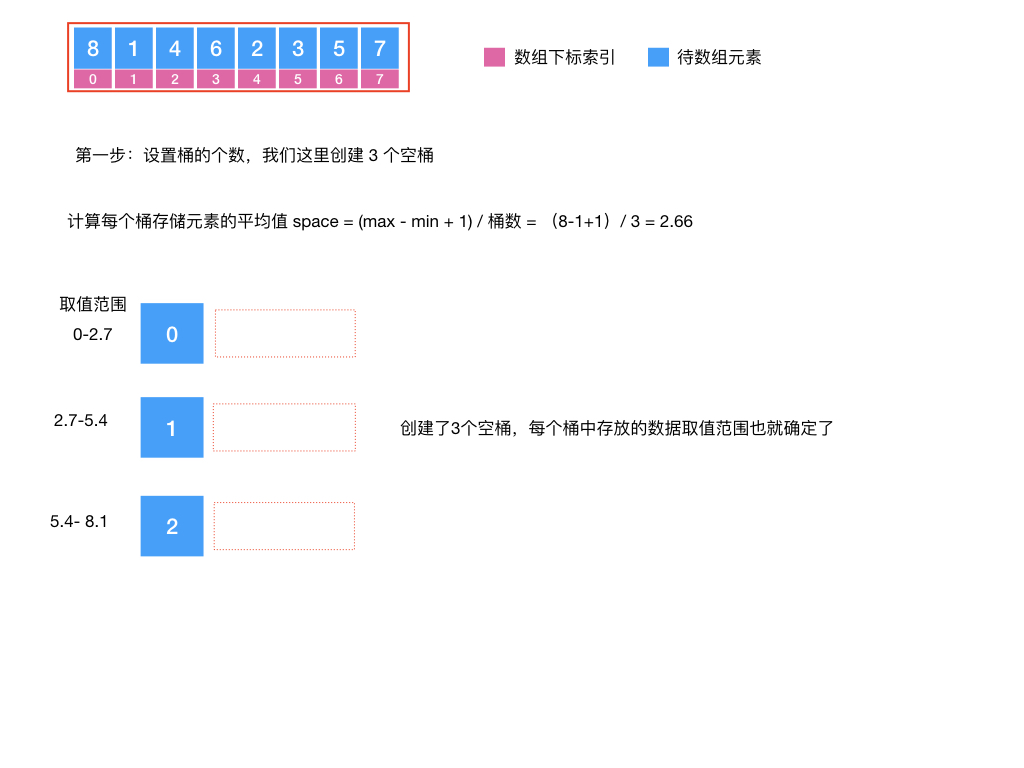 8 1 4 6 2 3 5 7
0 1 2 3 4 5 6 7
数组下标索引
待数组元素
第一步：设置桶的个数，我们这里创建 3 个空桶
计算每个桶存储元素的平均值 space = (max - min + 1) / 桶数 = （8-1+1）/ 3 = 2.66
取值范围
0-2.7
0
2.7-5.4
1
创建了3个空桶，每个桶中存放的数据取值范围也就确定了
5.4- 8.1
2